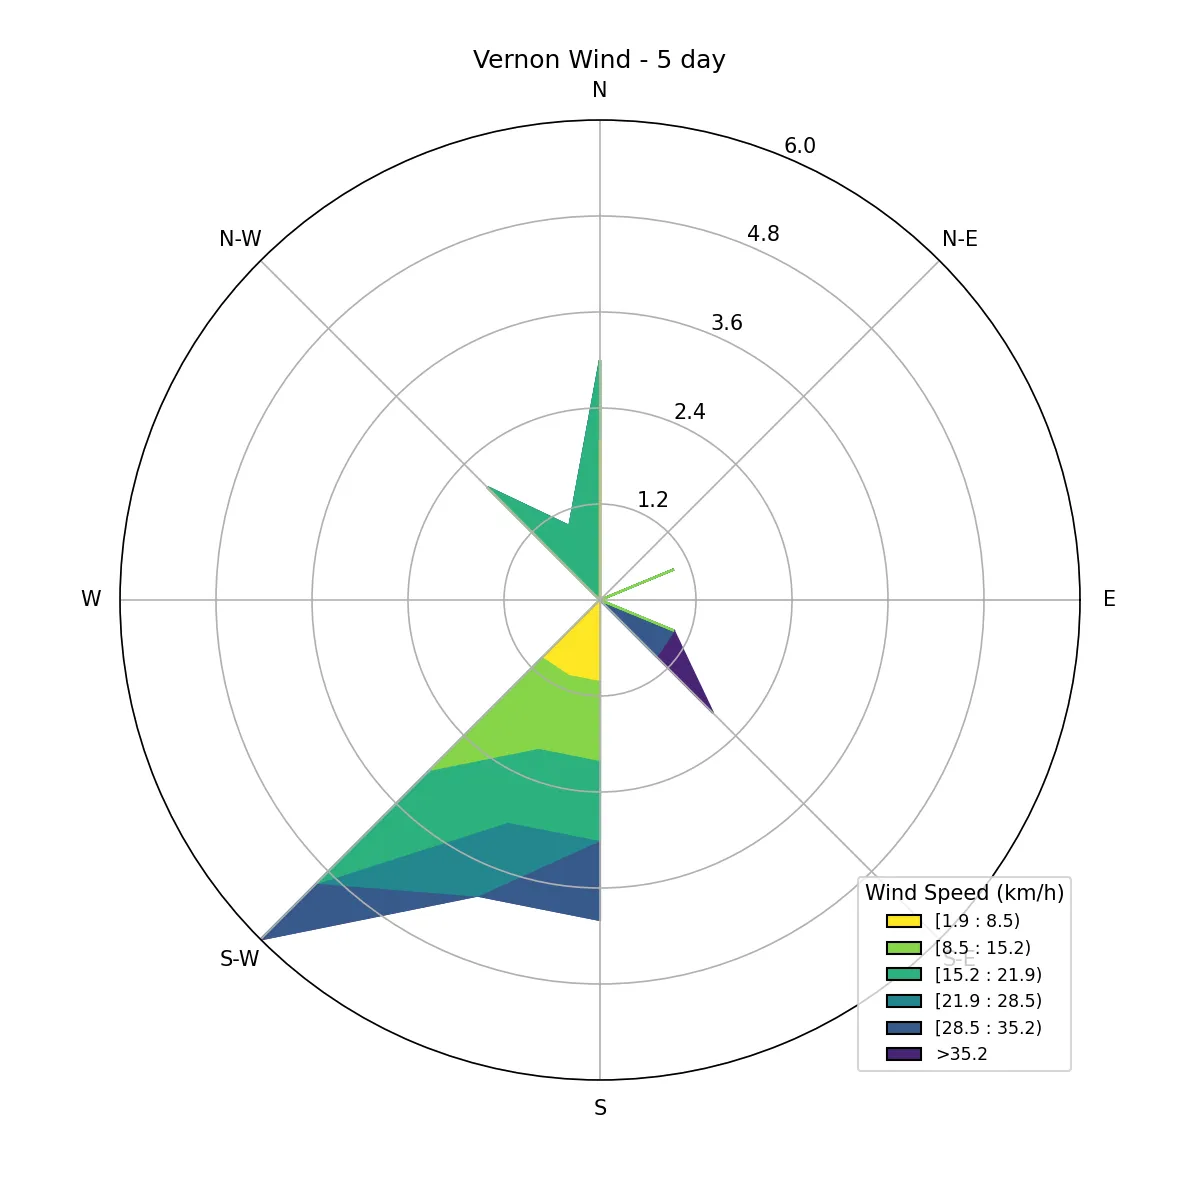 Vernon Wind - 5 day
N
6.0
4.8
N-W
N-E
3.6
2.4
1.2
W
E
Wind Speed (km/h)
[1.9 : 8.5)
[8.5 : 15.2)
S-W
S-E
[15.2 : 21.9)
[21.9 : 28.5)
[28.5 : 35.2)
>35.2
S